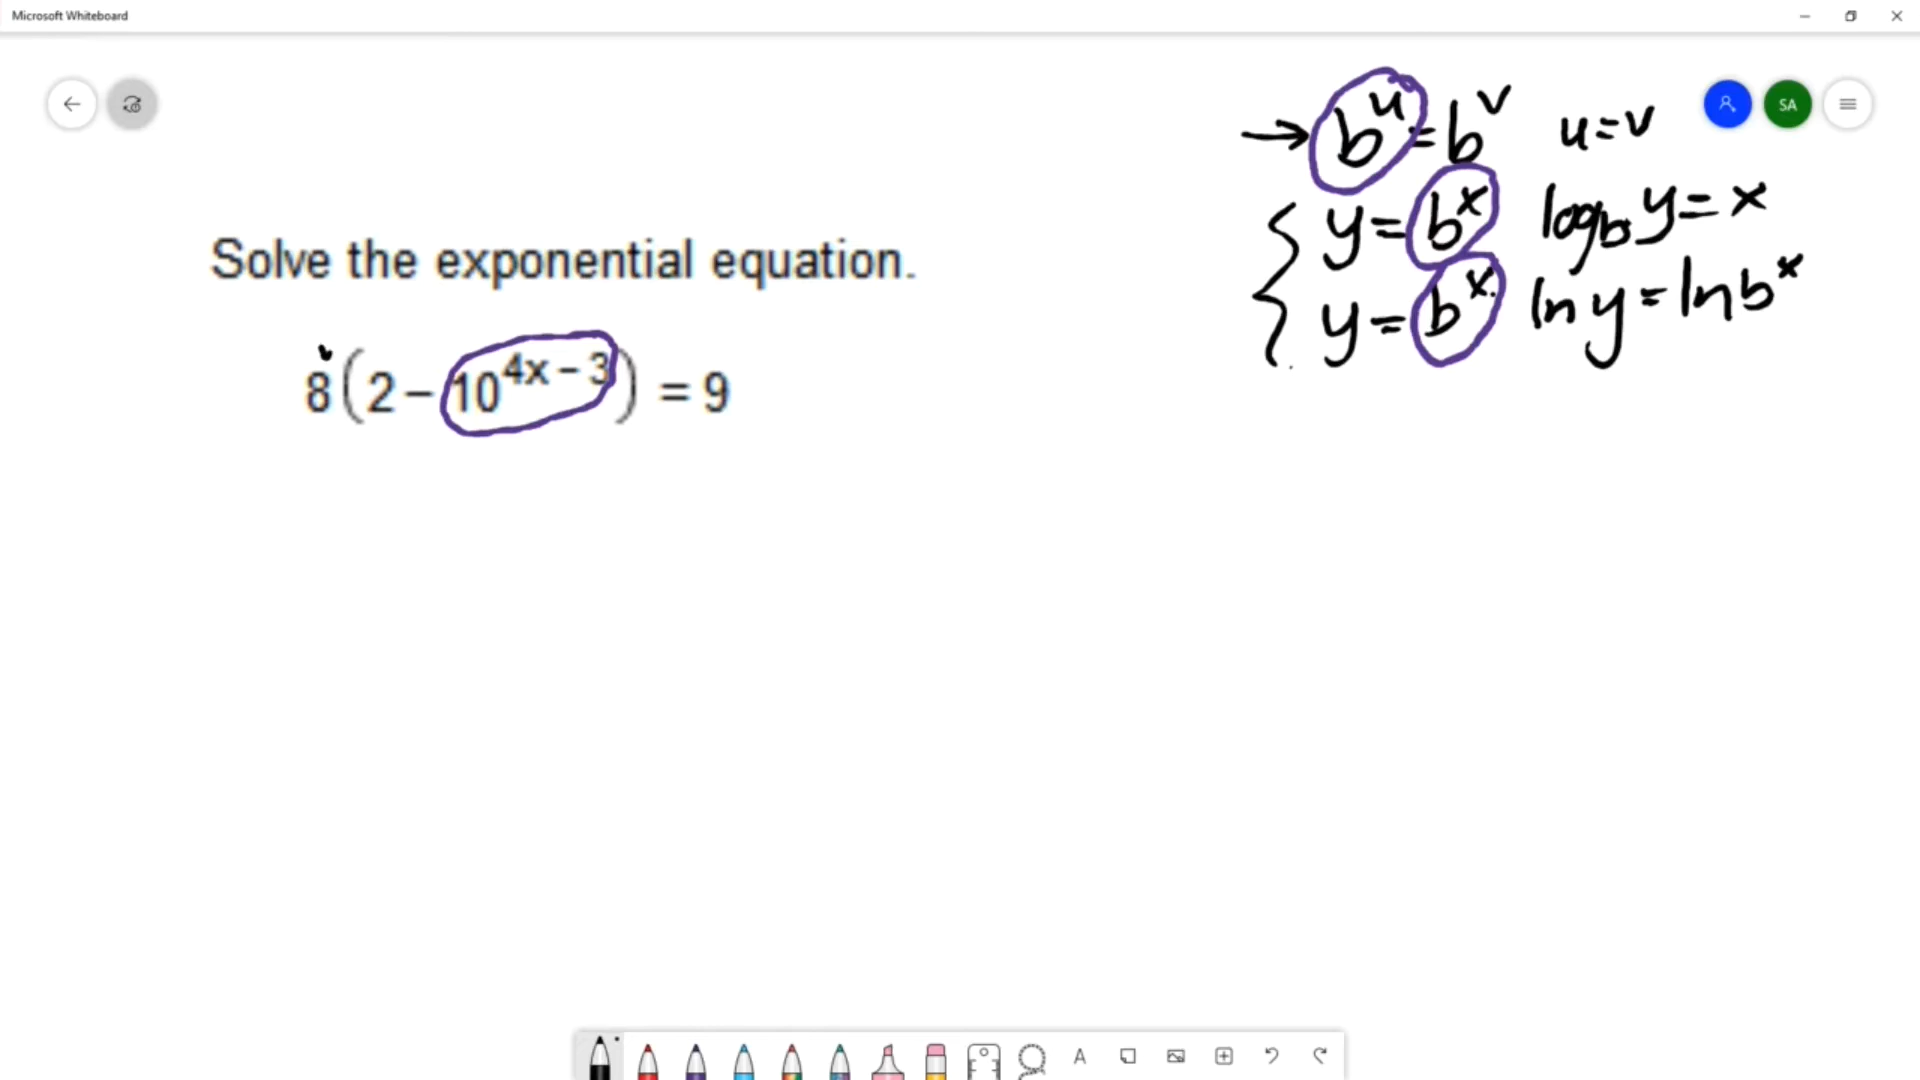 Microsoft Whiteboard
SA
→ b^u = b^v   u = v
y = b^x   log_b y = x
y = b^x   ln y = ln b^x
Solve the exponential equation.
8(2 − 10^(4x − 3)) = 9
A